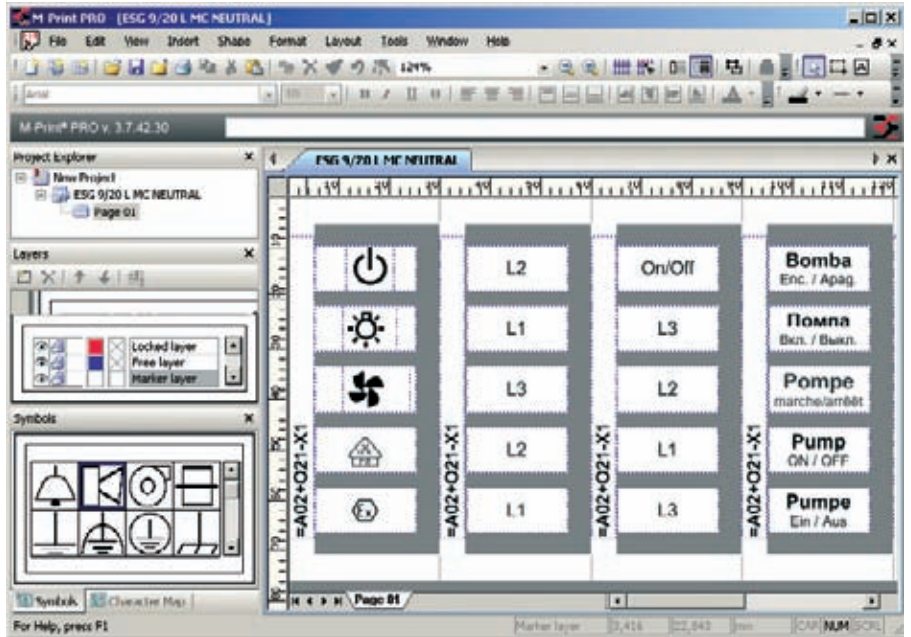 M Print PRO - [ESG 9/20 L MC NEUTRAL]
File Edit View Insert Shape Format Layout Tools Window Help
124%
Arial
M-Print® PRO v. 3.7.42.30
Project Explorer
New Project
ESG 9/20 L MC NEUTRAL
Page 01
Layers
Locked layer
Free layer
Marker layer
Symbols
Symbols Character Map
ESG 9/20 L MC NEUTRAL
L2 On/Off Bomba
Enc. / Apag.
L1 L3 Помпа
Вкл. / Выкл.
L3 L2 Pompe
marche/arrêt
L2 L1 Pump
ON / OFF
Ex L1 L3 Pumpe
Ein / Aus
=A02+O21-X1 =A02+O21-X1 =A02+O21-X1 =A02+O21-X1
Page 01
For Help, press F1 Marker layer mm CAP NUM SCRL